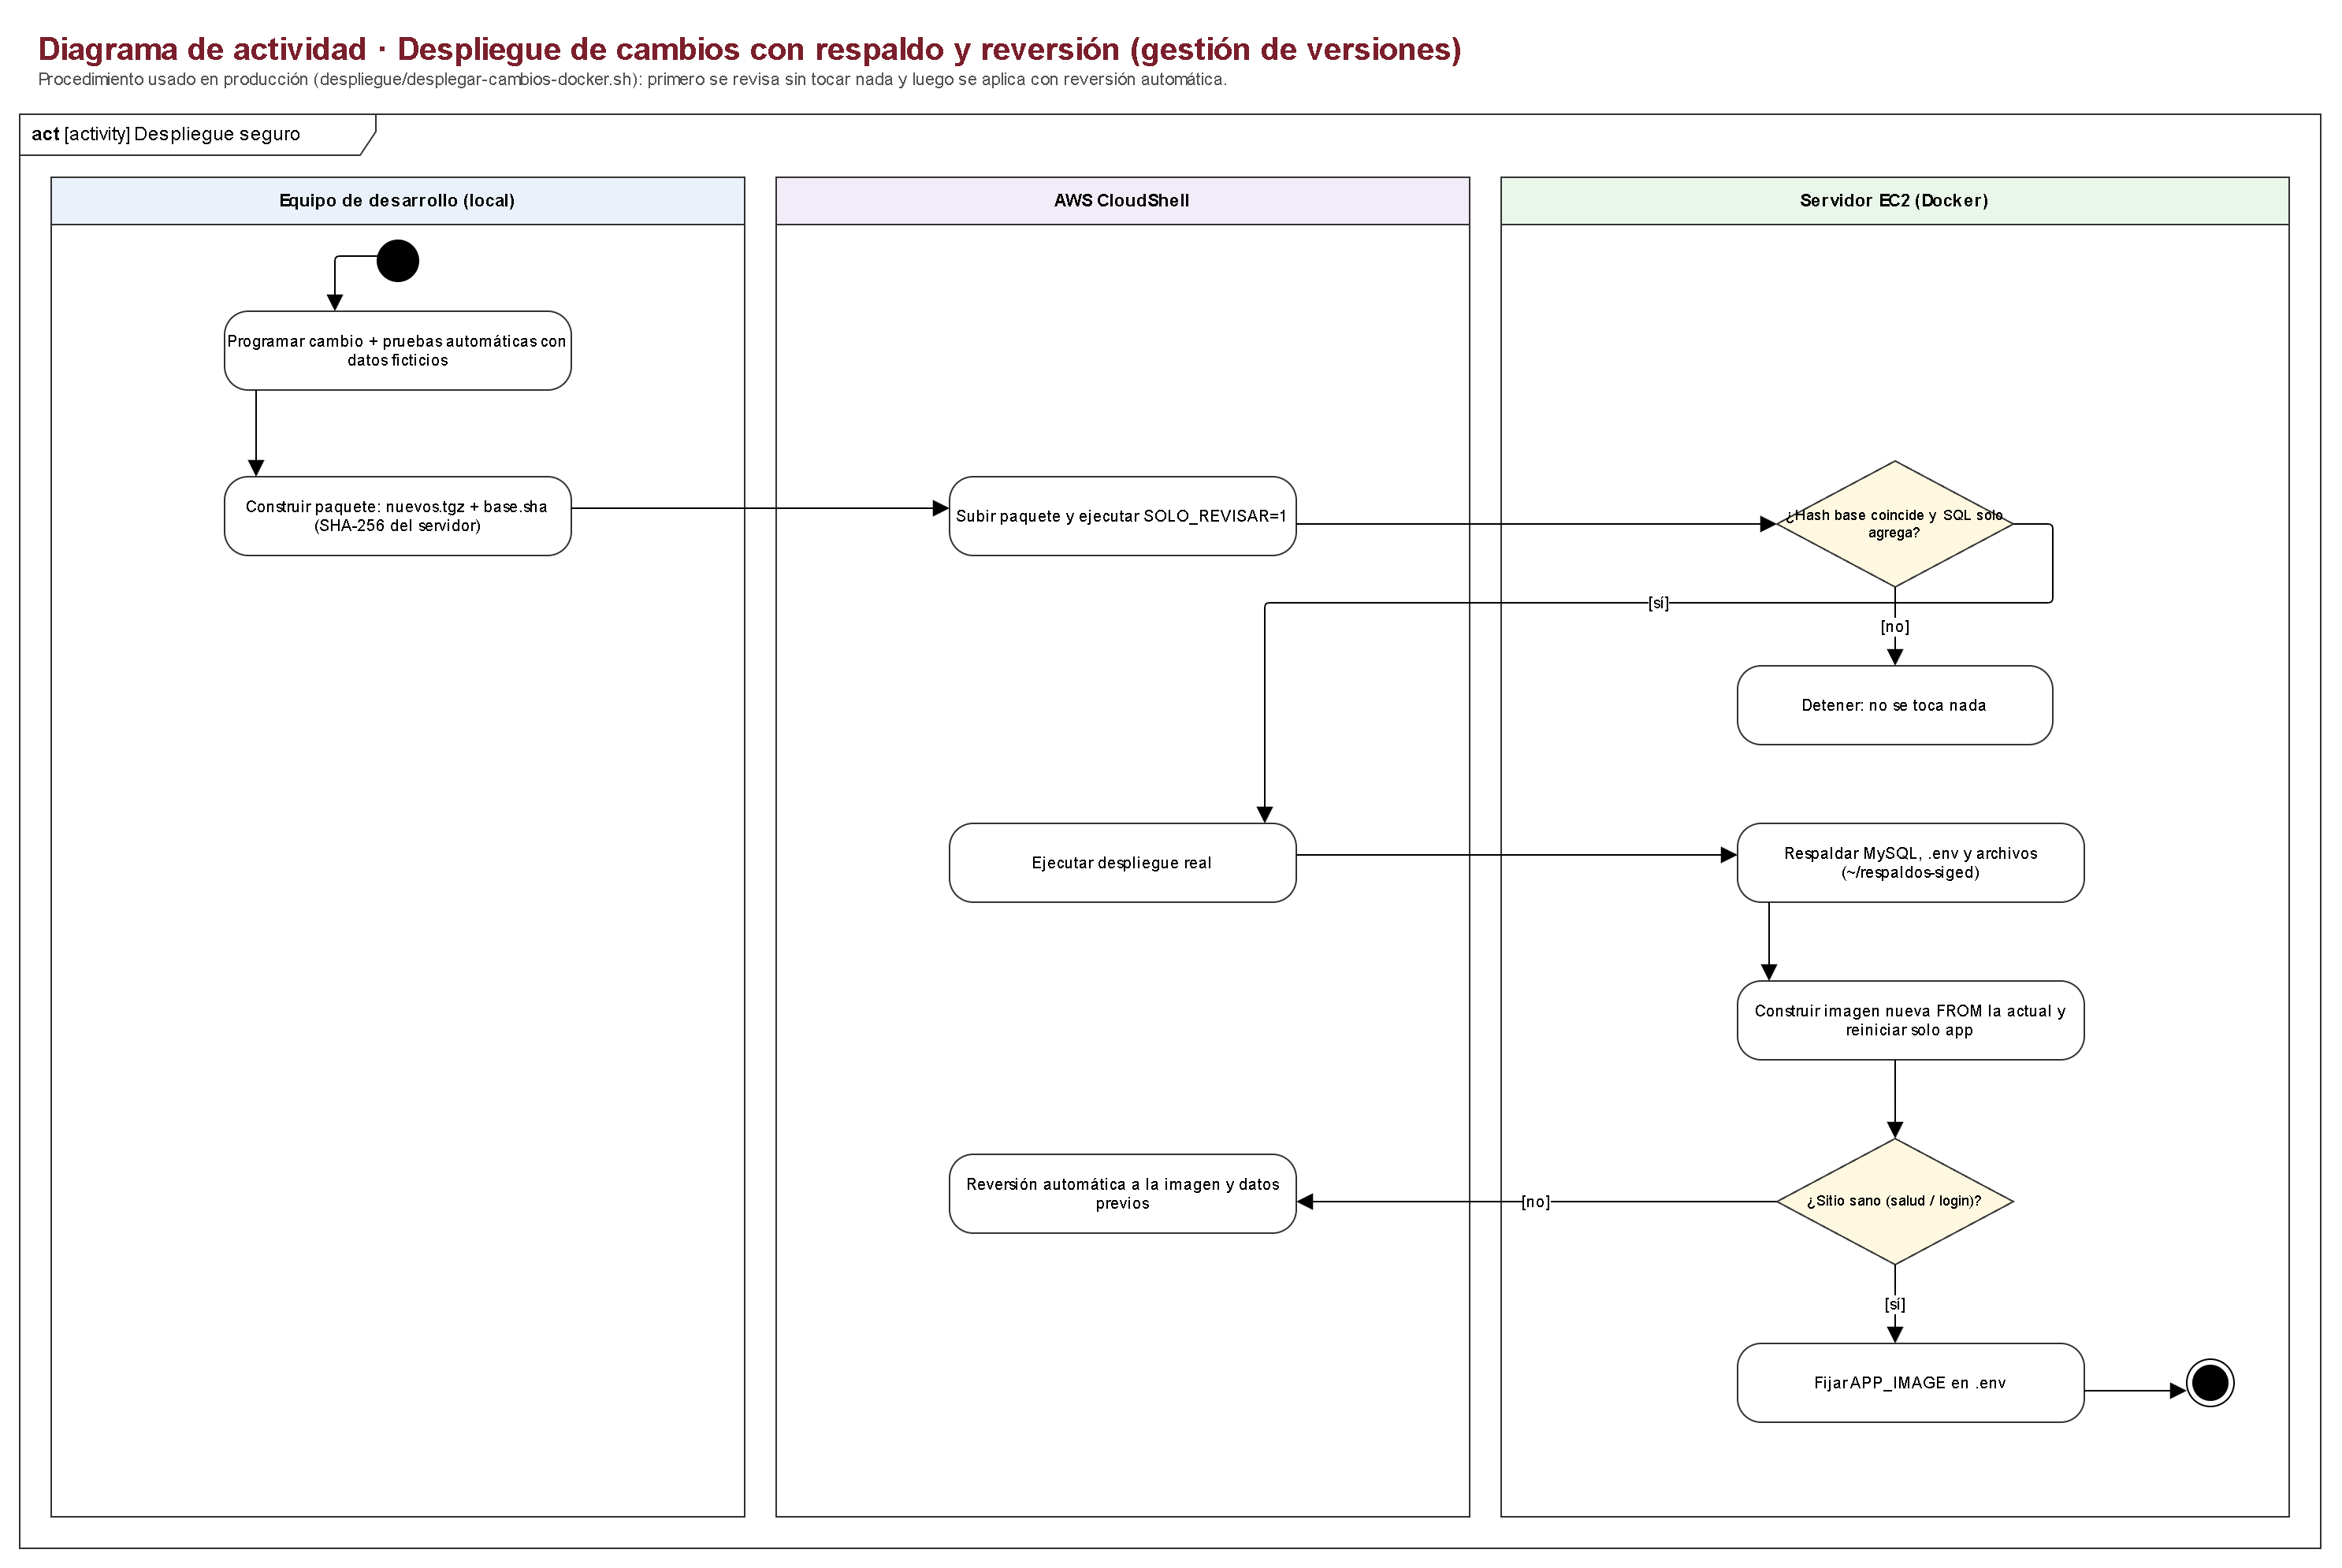 Diagrama de actividad · Despliegue de cambios con respaldo y reversión (gestión de versiones)
Procedimiento usado en producción (despliegue/desplegar-cambios-docker.sh): primero se revisa sin tocar nada y luego se aplica con reversión automática.
act [activity] Despliegue seguro
Equipo de desarrollo (local)
AWS CloudShell
Servidor EC2 (Docker)
Programar cambio + pruebas automáticas con
datos ficticios
Construir paquete: nuevos.tgz + base.sha
(SHA-256 del servidor)
Subir paquete y ejecutar SOLO_REVISAR=1
¿Hash base coincide y SQL solo
agrega?
[sí]
[no]
Detener: no se toca nada
Ejecutar despliegue real
Respaldar MySQL, .env y archivos
(~/respaldos-siged)
Construir imagen nueva FROM la actual y
reiniciar solo app
Reversión automática a la imagen y datos
previos
[no]
¿Sitio sano (salud / login)?
[sí]
Fijar APP_IMAGE en .env